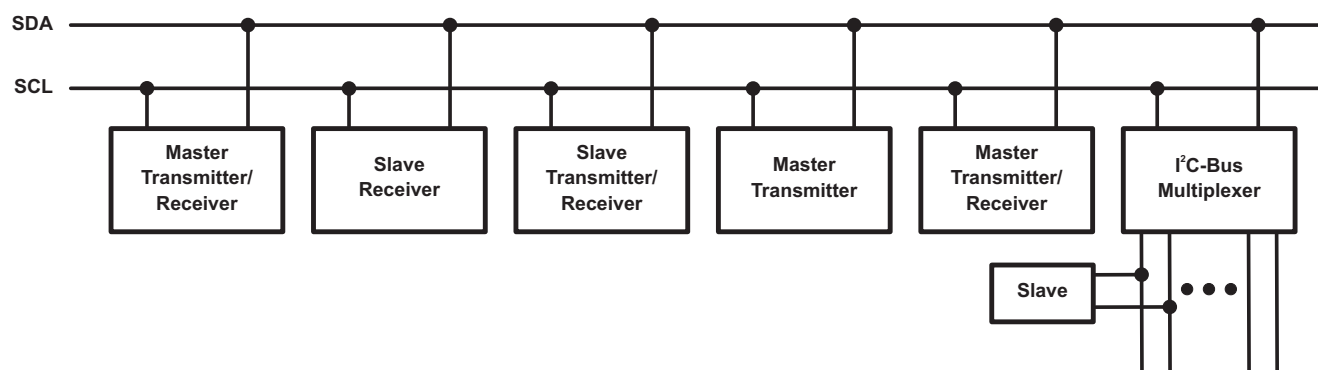 SDA
SCL
Master
Transmitter/
Receiver
Slave
Receiver
Slave
Transmitter/
Receiver
Master
Transmitter
Master
Transmitter/
Receiver
I²C-Bus
Multiplexer
Slave